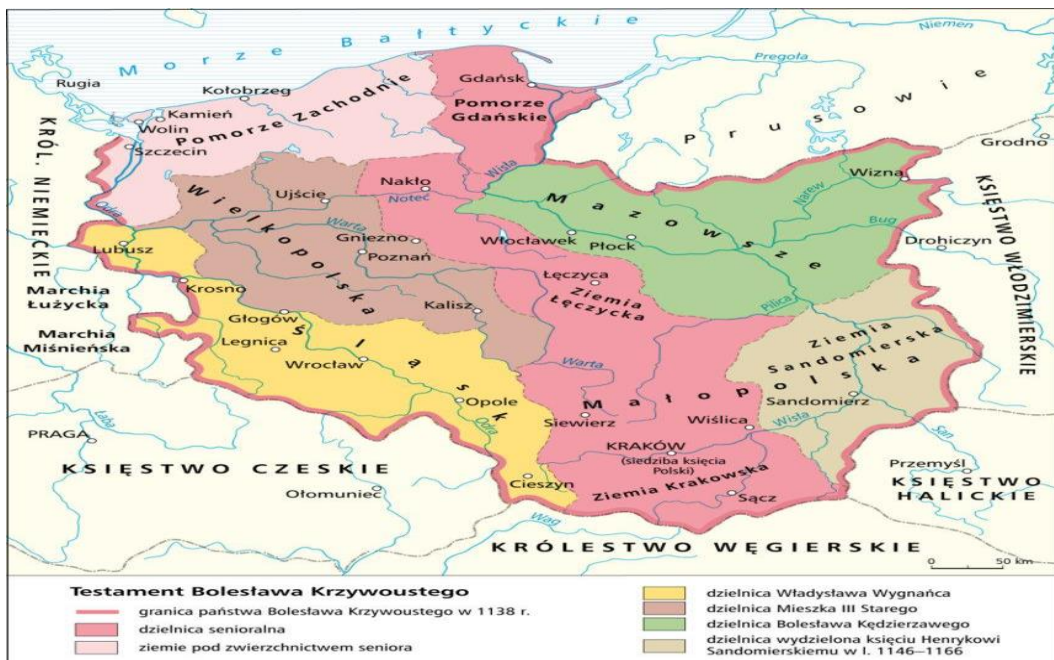 Morze Bałtyckie
Niemen
Pregoła
Rugia
Gdańsk
Kołobrzeg
Pomorze
Gdańskie
Kamień
Wolin
Pomorze Zachodnie
Szczecin
Prusowie
Grodno
KRÓL. NIEMIECKIE
Odra
Wisła
Nakło
Noteć
Ujście
Wizna
Narew
Mazowsze
Bug
KSIĘSTWO WŁODZIMIERSKIE
Wielkopolska
Warta
Gniezno
Poznań
Włocławek
Płock
Drohiczyn
Lubusz
Marchia
Łużycka
Krosno
Łęczyca
Ziemia
Łęczycka
Kalisz
Pilica
Marchia
Miśnieńska
Głogów
Legnica
Śląsk
Wrocław
Warta
Ziemia
Sandomierska
Małopolska
Sandomierz
Opole
Odra
Siewierz
Wiślica
Wisła
San
Łaba
PRAGA
KRAKÓW
(siedziba księcia
Polski)
Ziemia Krakowska
Przemyśl
KSIĘSTWO
HALICKIE
KSIĘSTWO CZESKIE
Ołomuniec
Cieszyn
Sącz
Wag
KRÓLESTWO WĘGIERSKIE
0 50 km
Testament Bolesława Krzywoustego
granica państwa Bolesława Krzywoustego w 1138 r.
dzielnica senioralna
ziemie pod zwierzchnictwem seniora
dzielnica Władysława Wygnańca
dzielnica Mieszka III Starego
dzielnica Bolesława Kędzierzawego
dzielnica wydzielona księciu Henrykowi
Sandomierskiemu w l. 1146–1166